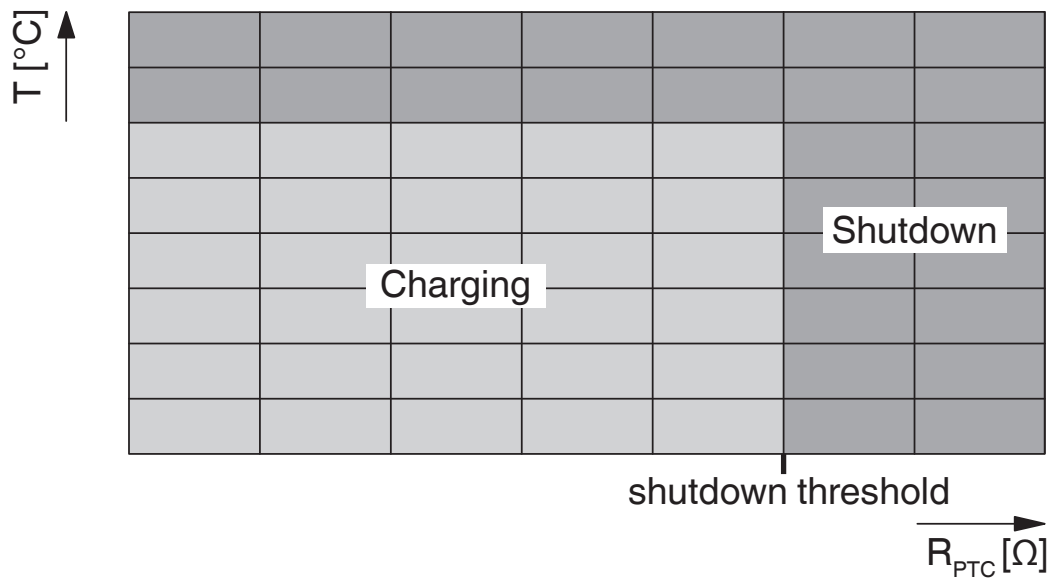 T [°C]
Shutdown
Charging
shutdown threshold
R_PTC [Ω]